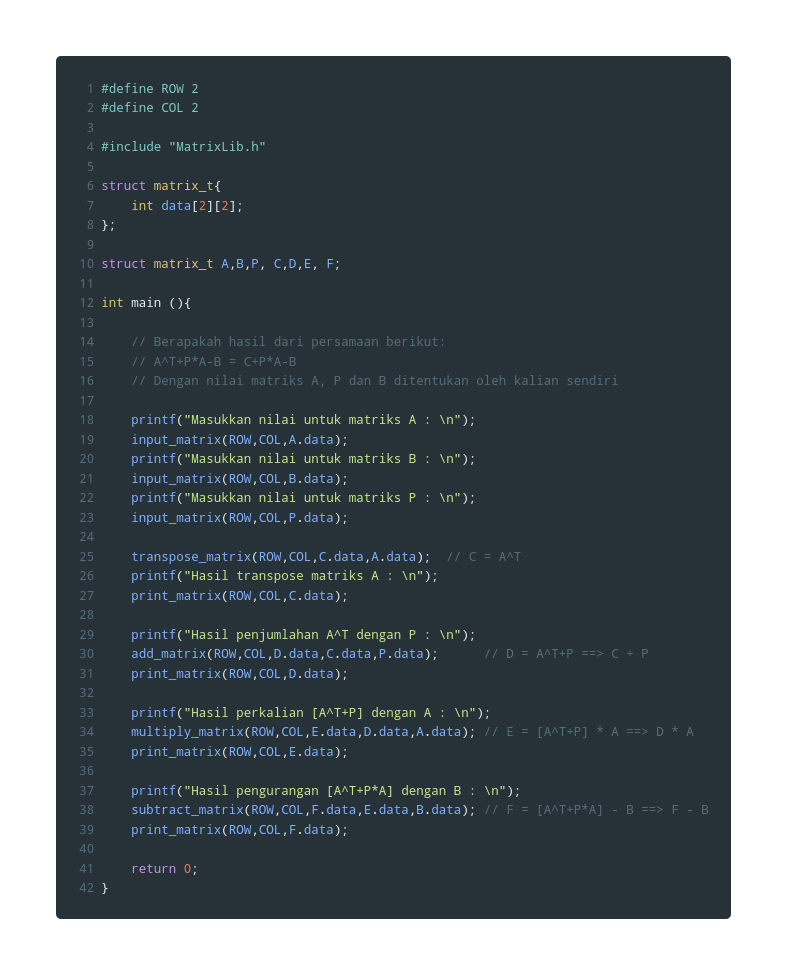 1 #define ROW 2
2 #define COL 2
3
4 #include "MatrixLib.h"
5
6 struct matrix_t{
7     int data[2][2];
8 };
9
10 struct matrix_t A,B,P, C,D,E, F;
11
12 int main (){
13
14     // Berapakah hasil dari persamaan berikut:
15     // A^T+P*A-B = C+P*A-B
16     // Dengan nilai matriks A, P dan B ditentukan oleh kalian sendiri
17
18     printf("Masukkan nilai untuk matriks A : \n");
19     input_matrix(ROW,COL,A.data);
20     printf("Masukkan nilai untuk matriks B : \n");
21     input_matrix(ROW,COL,B.data);
22     printf("Masukkan nilai untuk matriks P : \n");
23     input_matrix(ROW,COL,P.data);
24
25     transpose_matrix(ROW,COL,C.data,A.data);  // C = A^T
26     printf("Hasil transpose matriks A : \n");
27     print_matrix(ROW,COL,C.data);
28
29     printf("Hasil penjumlahan A^T dengan P : \n");
30     add_matrix(ROW,COL,D.data,C.data,P.data);      // D = A^T+P ==> C + P
31     print_matrix(ROW,COL,D.data);
32
33     printf("Hasil perkalian [A^T+P] dengan A : \n");
34     multiply_matrix(ROW,COL,E.data,D.data,A.data); // E = [A^T+P] * A ==> D * A
35     print_matrix(ROW,COL,E.data);
36
37     printf("Hasil pengurangan [A^T+P*A] dengan B : \n");
38     subtract_matrix(ROW,COL,F.data,E.data,B.data); // F = [A^T+P*A] - B ==> F - B
39     print_matrix(ROW,COL,F.data);
40
41     return 0;
42 }